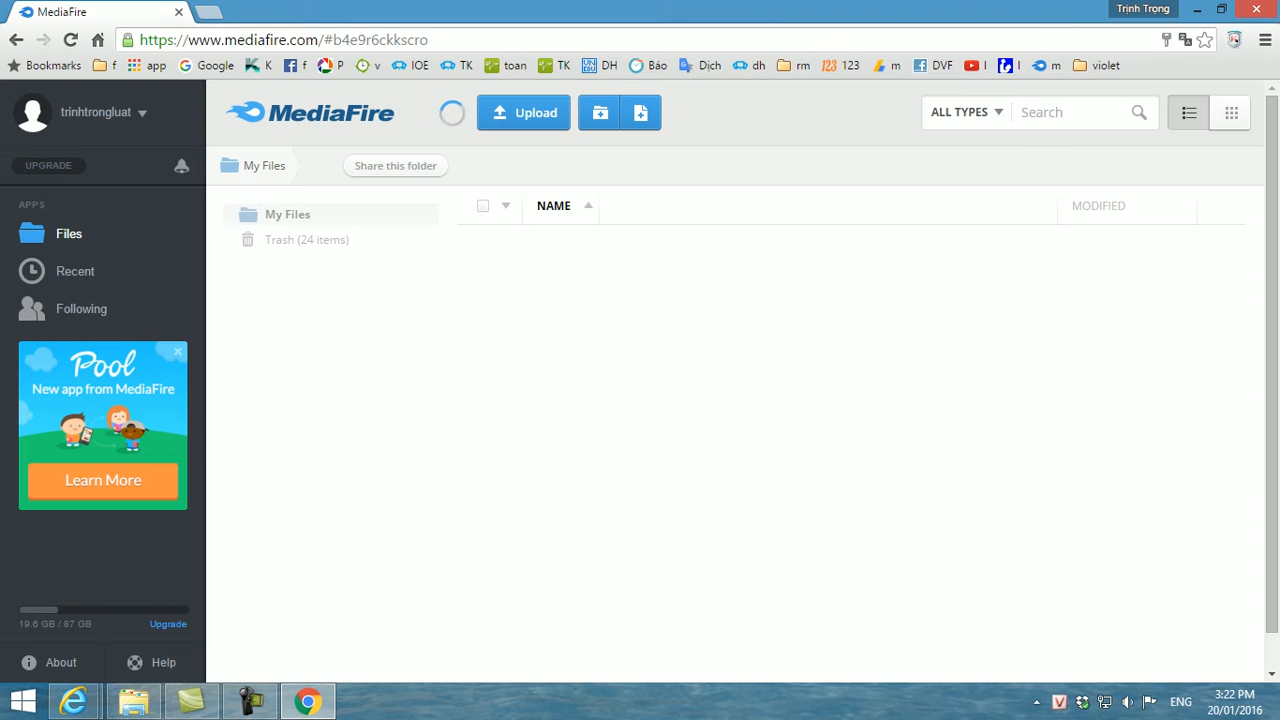 MediaFire
Trinh Trong
https://www.mediafire.com/#b4e9r6ckkscro
Bookmarks
f
app
Google
K
f
P
v
IOE
TK
toan
TK
DH
Báo
Dịch
dh
rm
123
123
m
DVF
I
I
m
violet
trinhtrongluat
MediaFire
Upload
ALL TYPES
Search
UPGRADE
My Files
Share this folder
APPS
My Files
NAME
MODIFIED
Files
Trash (24 items)
Recent
Following
Pool
New app from MediaFire
Learn More
19.6 GB / 87 GB
Upgrade
About
Help
ENG
3:22 PM
20/01/2016